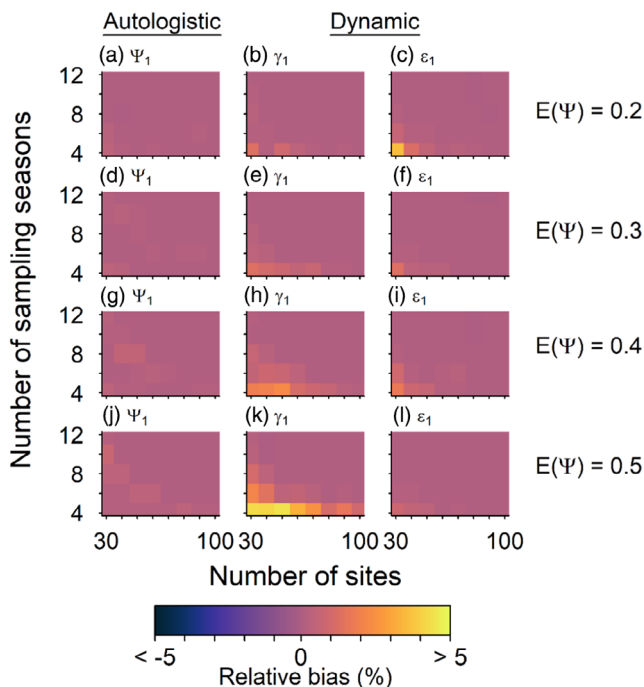 Autologistic Dynamic
(a) Ψ₁ (b) γ₁ (c) ε₁
12
8
4
E(Ψ) = 0.2
(d) Ψ₁ (e) γ₁ (f) ε₁
12
8
4
E(Ψ) = 0.3
(g) Ψ₁ (h) γ₁ (i) ε₁
12
8
4
E(Ψ) = 0.4
(j) Ψ₁ (k) γ₁ (l) ε₁
12
8
4
E(Ψ) = 0.5
Number of sampling seasons
30 100 30 100 30 100
Number of sites
< -5 0 > 5
Relative bias (%)